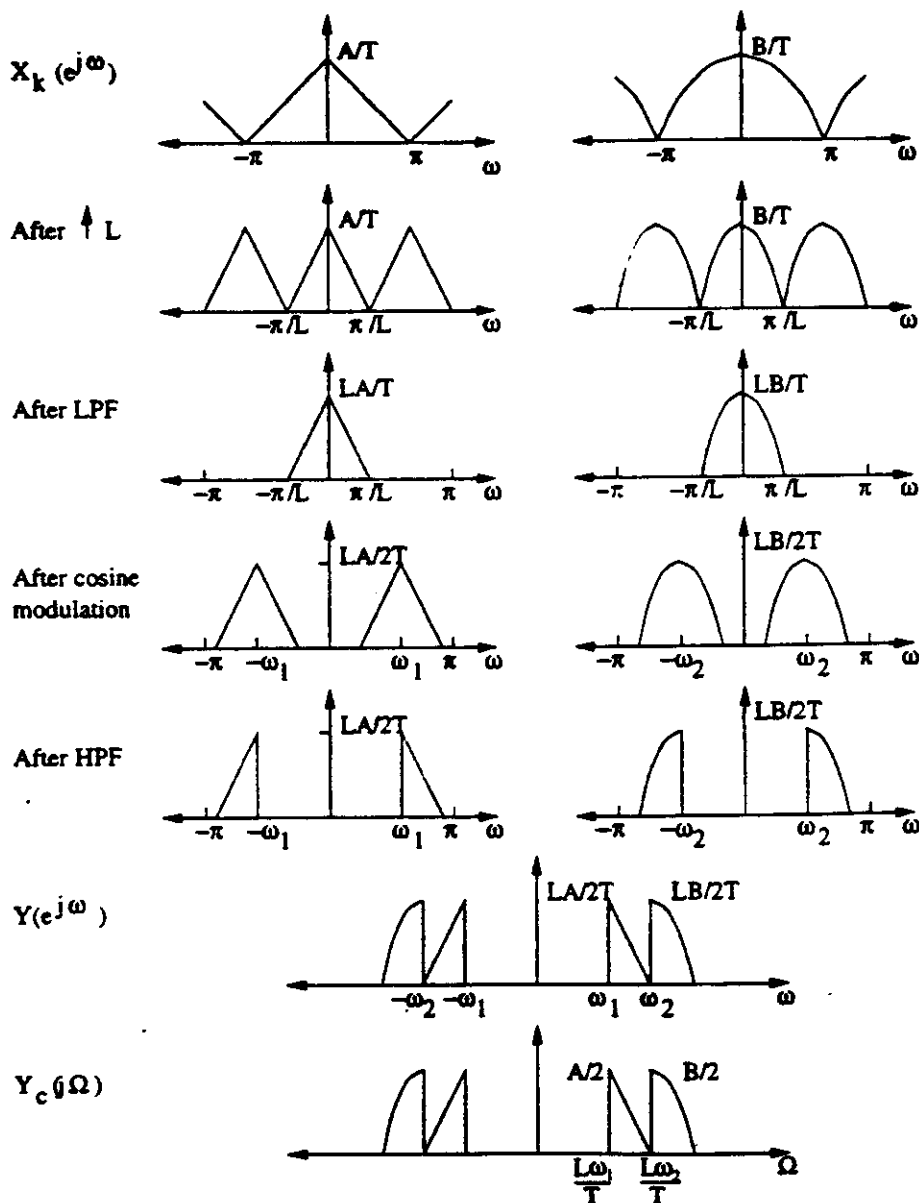 X_k (e^{jω})
A/T
B/T
-π π ω
-π π ω
After ↑ L
A/T
B/T
-π/L π/L ω
-π/L π/L ω
After LPF
LA/T
LB/T
-π -π/L π/L π ω
-π -π/L π/L π ω
After cosine
modulation
LA/2T
LB/2T
-π -ω_1 ω_1 π ω
-π -ω_2 ω_2 π ω
After HPF
LA/2T
LB/2T
-π -ω_1 ω_1 π ω
-π -ω_2 ω_2 π ω
Y(e^{jω})
LA/2T LB/2T
-ω_2 -ω_1 ω_1 ω_2 ω
Y_c (jΩ)
A/2 B/2
Lω_1/T Lω_2/T Ω